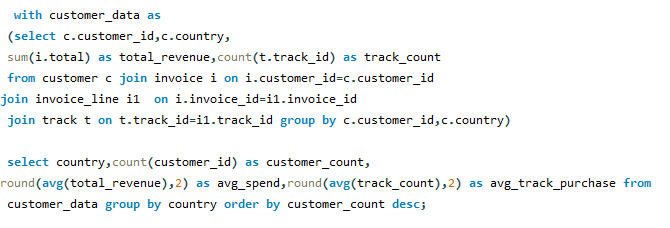 with customer_data as
(select c.customer_id,c.country,
sum(i.total) as total_revenue,count(t.track_id) as track_count
from customer c join invoice i on i.customer_id=c.customer_id
join invoice_line i1  on i.invoice_id=i1.invoice_id
join track t on t.track_id=i1.track_id group by c.customer_id,c.country)
select country,count(customer_id) as customer_count,
round(avg(total_revenue),2) as avg_spend,round(avg(track_count),2) as avg_track_purchase from
customer_data group by country order by customer_count desc;